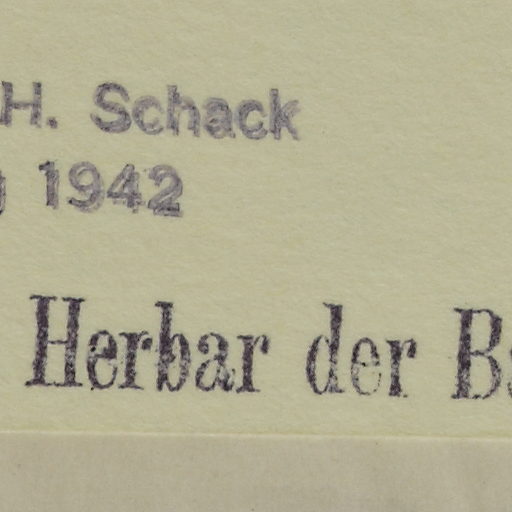 H. Schack
1942
Herbar der